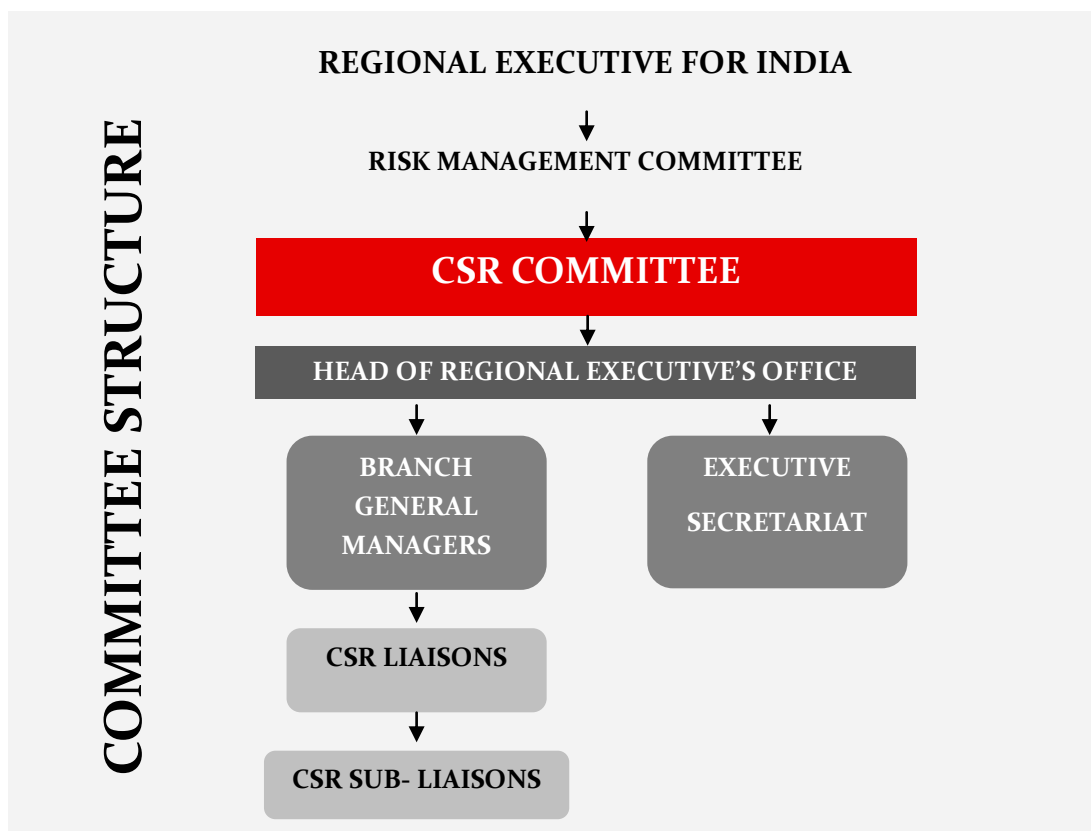 COMMITTEE STRUCTURE
REGIONAL EXECUTIVE FOR INDIA
RISK MANAGEMENT COMMITTEE
CSR COMMITTEE
HEAD OF REGIONAL EXECUTIVE’S OFFICE
BRANCH
GENERAL
MANAGERS
EXECUTIVE
SECRETARIAT
CSR LIAISONS
CSR SUB- LIAISONS